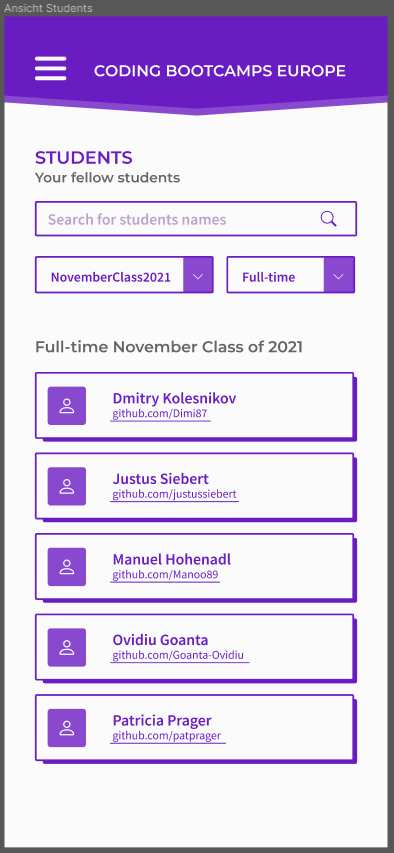 Ansicht Students
CODING BOOTCAMPS EUROPE
STUDENTS
Your fellow students
Search for students names
NovemberClass2021
Full-time
Full-time November Class of 2021
Dmitry Kolesnikov
github.com/Dimi87
Justus Siebert
github.com/justussiebert
Manuel Hohenadl
github.com/Manoo89
Ovidiu Goanta
github.com/Goanta-Ovidiu
Patricia Prager
github.com/patprager